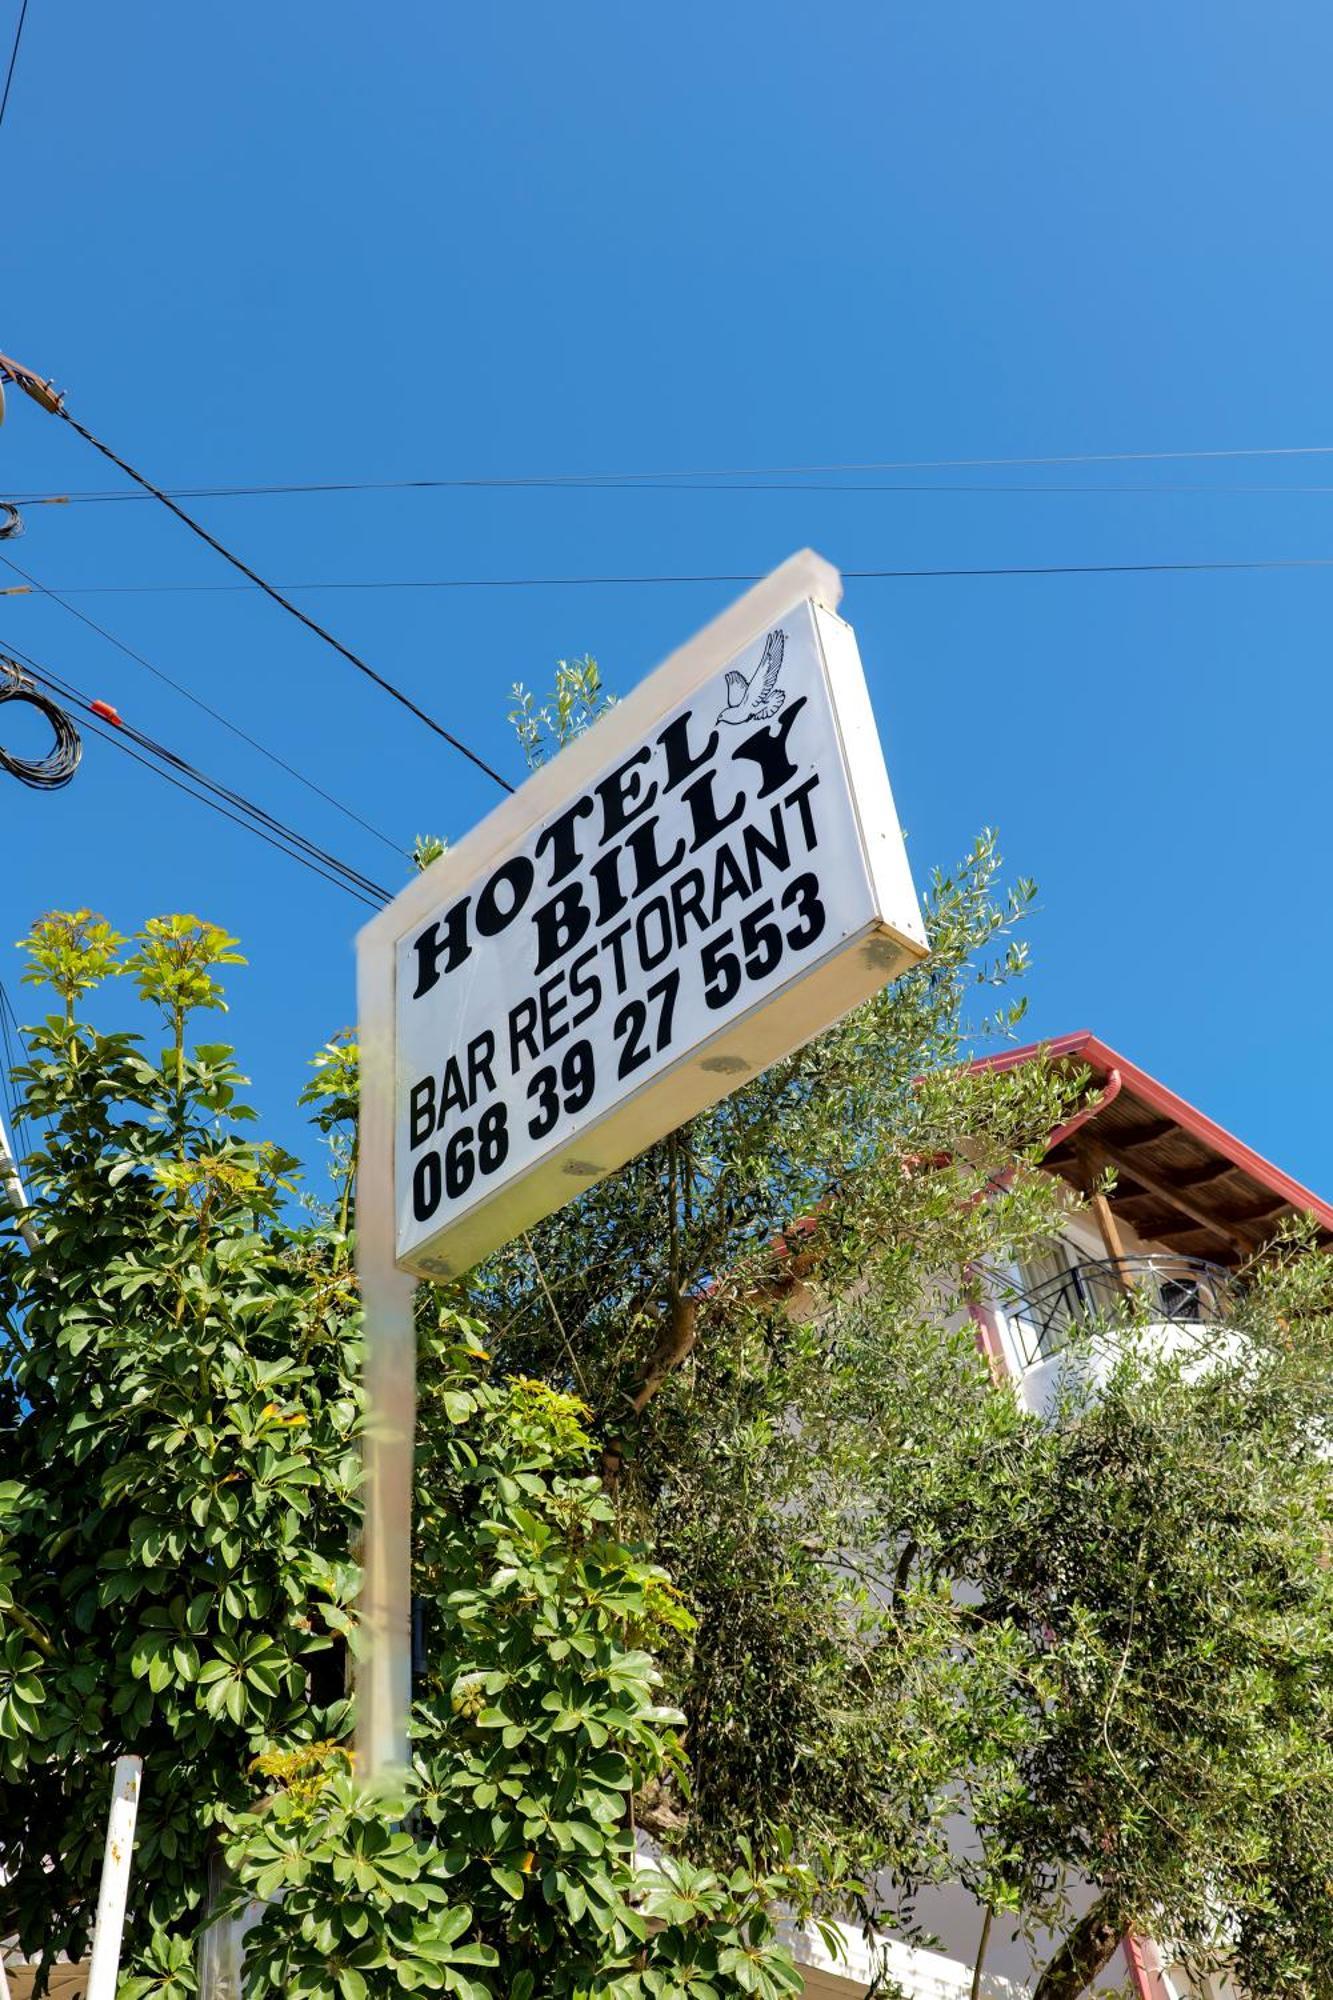 HOTEL
BILLY
BAR RESTORANT
068 39 27 553